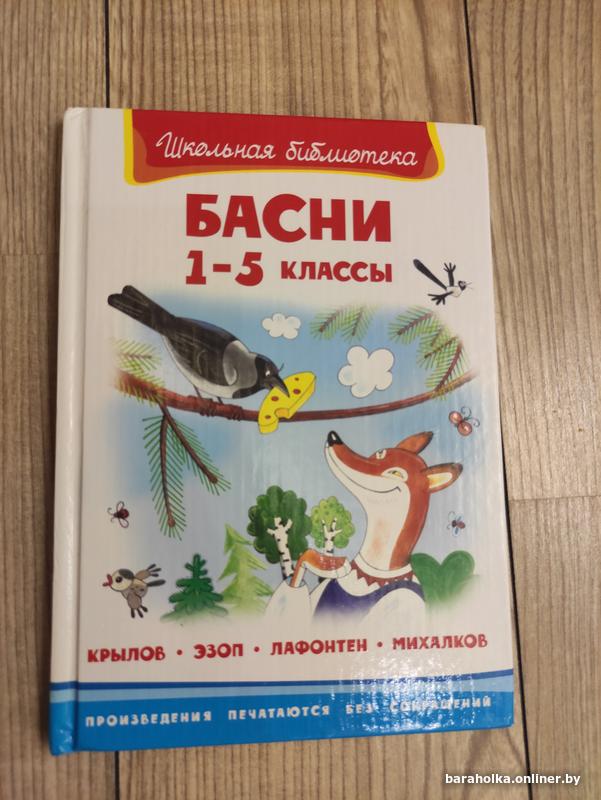 Школьная библиотека
БАСНИ
1-5 КЛАССЫ
КРЫЛОВ • ЭЗОП • ЛАФОНТЕН • МИХАЛКОВ
ПРОИЗВЕДЕНИЯ ПЕЧАТАЮТСЯ БЕЗ СОКРАЩЕНИЙ
baraholka.onliner.by